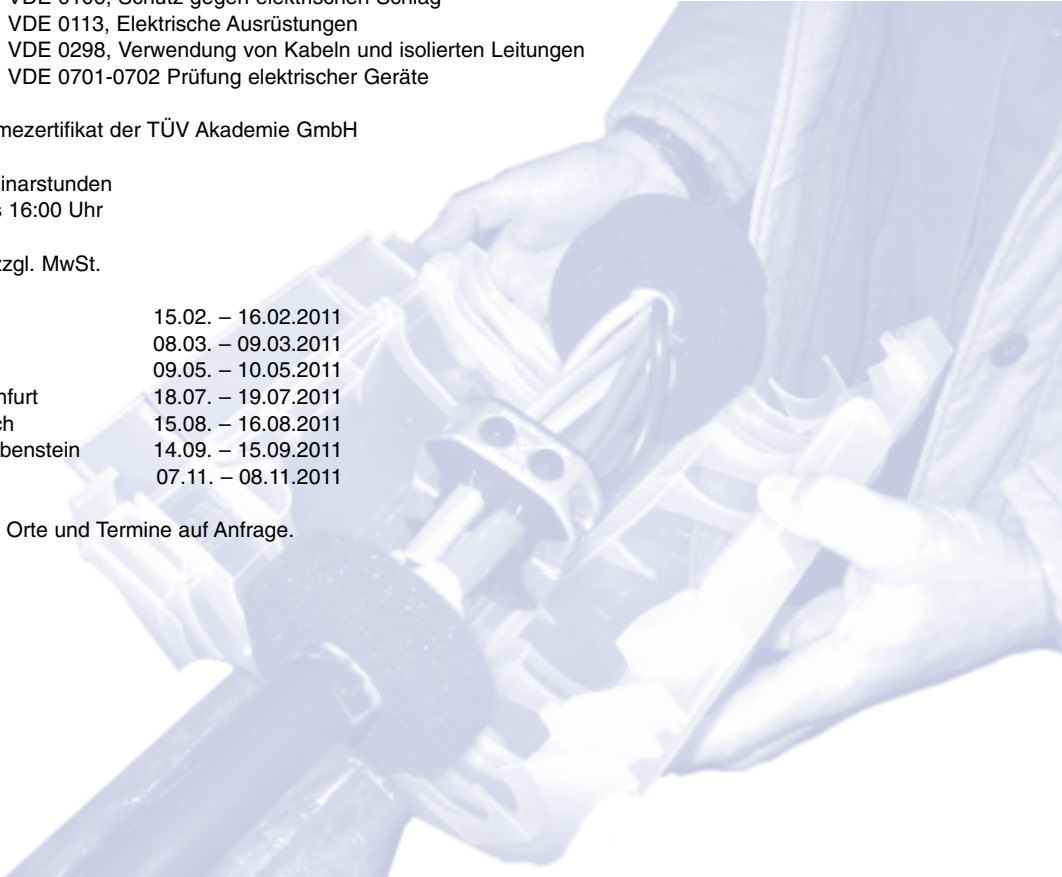 VDE 0113, Elektrische Ausrüstungen
VDE 0298, Verwendung von Kabeln und isolierten Leitungen
VDE 0701-0702 Prüfung elektrischer Geräte
mezertifikat der TÜV Akademie GmbH
inarstunden
s 16:00 Uhr
zzgl. MwSt.
15.02. – 16.02.2011
08.03. – 09.03.2011
09.05. – 10.05.2011
nfurt 18.07. – 19.07.2011
ch 15.08. – 16.08.2011
benstein 14.09. – 15.09.2011
07.11. – 08.11.2011
Orte und Termine auf Anfrage.